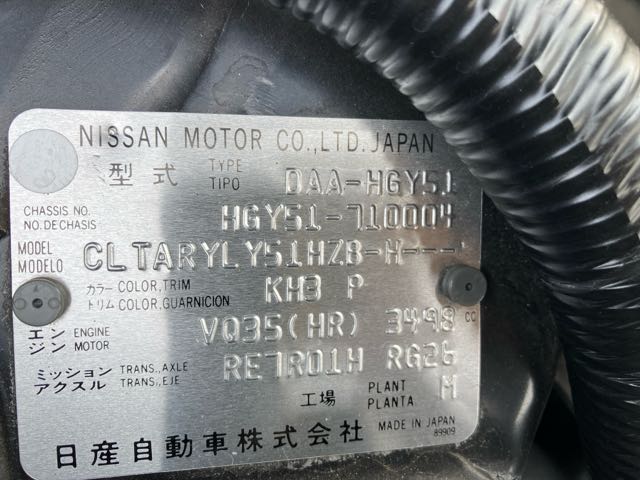 NISSAN MOTOR CO.,LTD. JAPAN
型式 TYPE TIPO DAA-HGY51
CHASSIS NO. NO. DE CHASIS HGY51-710004
MODEL MODELO CLTARYLY51HZB-H---
カラー COLOR,TRIM KH3 P
トリム COLOR,GUARNICION
エンジン ENGINE MOTOR VQ35(HR) 3498 CC
ミッション TRANS.,AXLE RE7R01H RG26
アクスル TRANS.,EJE
工場 PLANT PLANTA M
MADE IN JAPAN
89909
日産自動車株式会社